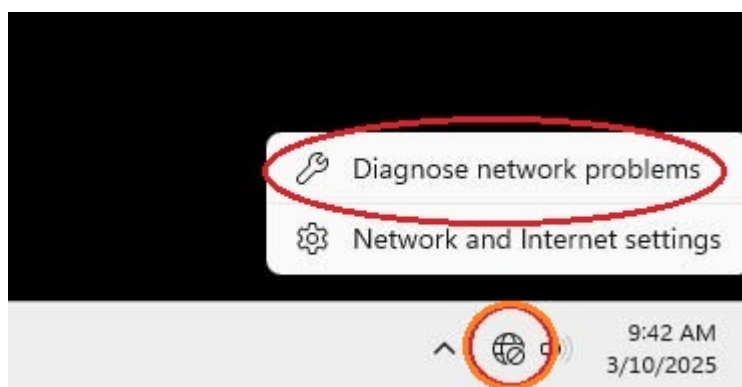 Diagnose network problems
Network and Internet settings
9:42 AM
3/10/2025